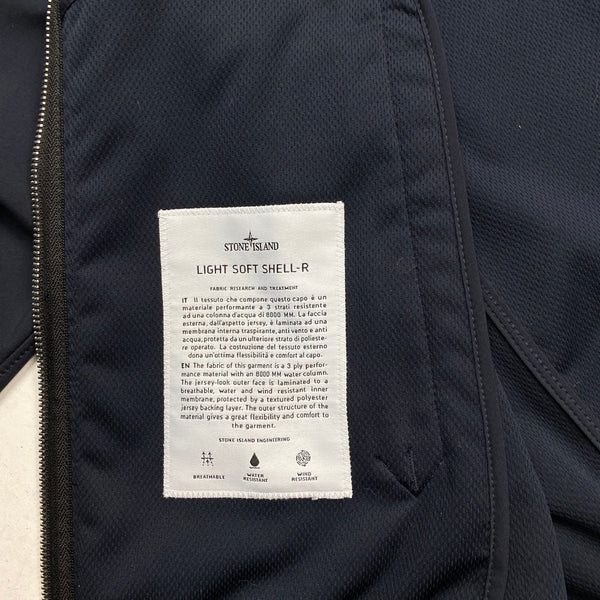 STONE ISLAND
LIGHT SOFT SHELL-R
FABRIC RESEARCH AND TREATMENT
IT Il tessuto che compone questo capo è un
materiale performante a 3 strati resistente
ad una colonna d'acqua di 8000 MM. La faccia
esterna, dall'aspetto jersey, è laminata ad una
membrana interna traspirante, anti vento e anti
acqua, protetta da un ulteriore strato di polieste-
re operato. La costruzione del tessuto esterno
dona un'ottima flessibilità e comfort al capo.
EN The fabric of this garment is a 3 ply perfor-
mance material with an 8000 MM water column.
The jersey-look outer face is laminated to a
breathable, water and wind resistant inner
membrane, protected by a textured polyester
jersey backing layer. The outer structure of the
material gives a great flexibility and comfort to
the garment.
STONE ISLAND ENGINEERING
BREATHABLE
WATER
RESISTANT
WIND
RESISTANT